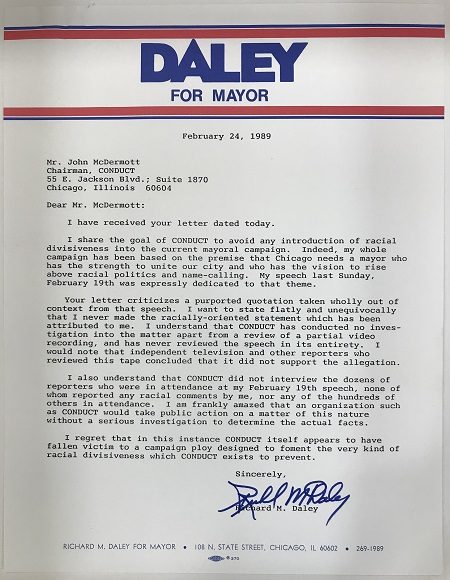 DALEY
FOR MAYOR
February 24, 1989
Mr. John McDermott
Chairman, CONDUCT
55 E. Jackson Blvd.; Suite 1870
Chicago, Illinois 60604
Dear Mr. McDermott:
I have received your letter dated today.
I share the goal of CONDUCT to avoid any introduction of racial
divisiveness into the current mayoral campaign. Indeed, my whole
campaign has been based on the premise that Chicago needs a mayor who
has the strength to unite our city and who has the vision to rise
above racial politics and name-calling. My speech last Sunday,
February 19th was expressly dedicated to that theme.
Your letter criticizes a purported quotation taken wholly out of
context from that speech. I want to state flatly and unequivocally
that I never made the racially-oriented statement which has been
attributed to me. I understand that CONDUCT has conducted no inves-
tigation into the matter apart from a review of a partial video
recording, and has never reviewed the speech in its entirety. I
would note that independent television and other reporters who
reviewed this tape concluded that it did not support the allegation.
I also understand that CONDUCT did not interview the dozens of
reporters who were in attendance at my February 19th speech, none of
whom reported any racial comments by me, nor any of the hundreds of
others in attendance. I am frankly amazed that an organization such
as CONDUCT would take public action on a matter of this nature
without a serious investigation to determine the actual facts.
I regret that in this instance CONDUCT itself appears to have
fallen victim to a campaign ploy designed to foment the very kind of
racial divisiveness which CONDUCT exists to prevent.
Sincerely,
Richard M. Daley
RICHARD M. DALEY FOR MAYOR • 108 N. STATE STREET, CHICAGO, IL 60602 • 269-1989